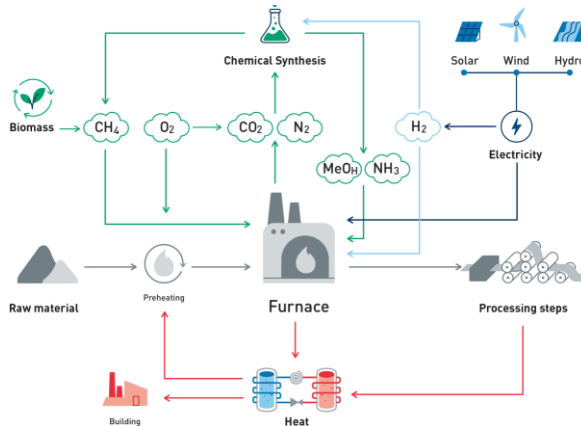 Solar
Wind
Hydro
Chemical Synthesis
Biomass
CH4
O2
CO2
N2
H2
Electricity
MeOH
NH3
Raw material
Preheating
Furnace
Processing steps
Building
Heat